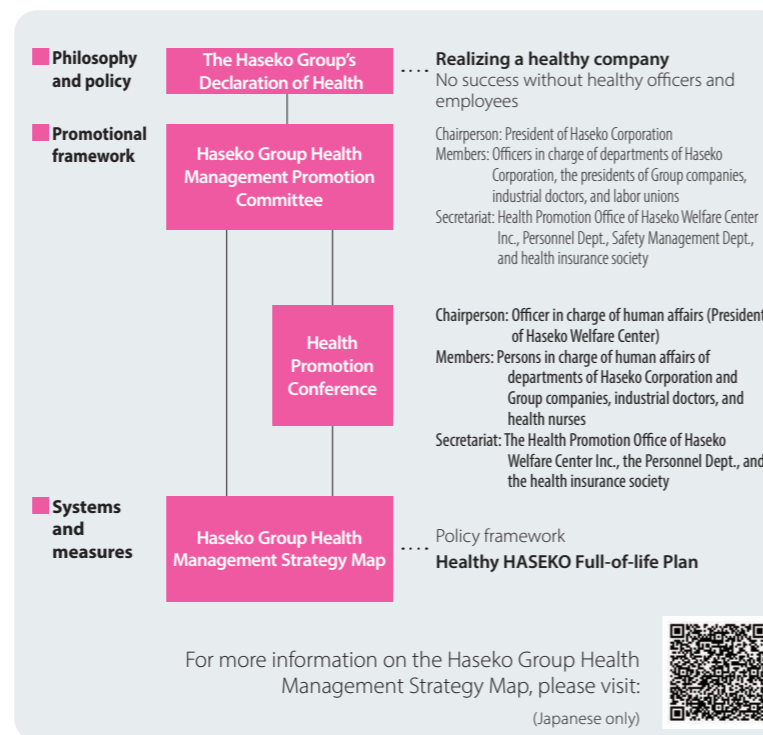 Philosophy
and policy
The Haseko Group's
Declaration of Health
Realizing a healthy company
No success without healthy officers and
employees
Promotional
framework
Haseko Group Health
Management Promotion
Committee
Chairperson: President of Haseko Corporation
Members: Officers in charge of departments of Haseko
Corporation, the presidents of Group companies,
industrial doctors, and labor unions
Secretariat: Health Promotion Office of Haseko Welfare Center
Inc., Personnel Dept., Safety Management Dept.,
and health insurance society
Health
Promotion
Conference
Chairperson: Officer in charge of human affairs (President
of Haseko Welfare Center)
Members: Persons in charge of human affairs of
departments of Haseko Corporation and
Group companies, industrial doctors, and
health nurses
Secretariat: The Health Promotion Office of Haseko
Welfare Center Inc., the Personnel Dept., and
the health insurance society
Systems
and
measures
Haseko Group Health
Management Strategy Map
Policy framework
Healthy HASEKO Full-of-life Plan
For more information on the Haseko Group Health
Management Strategy Map, please visit:
(Japanese only)